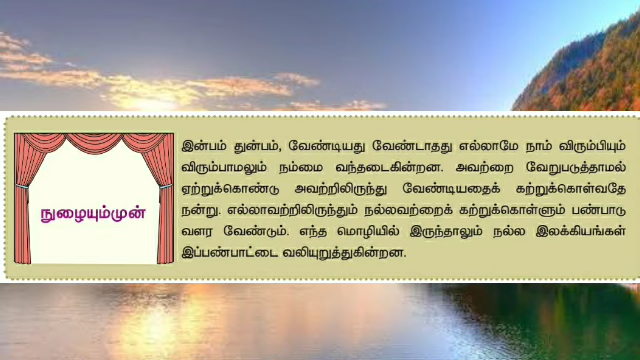 நுழையும்முன்
இன்பம் துன்பம், வேண்டியது வேண்டாதது எல்லாமே நாம் விரும்பியும்
விரும்பாமலும் நம்மை வந்தடைகின்றன. அவற்றை வேறுபடுத்தாமல்
ஏற்றுக்கொண்டு அவற்றிலிருந்து வேண்டியதைக் கற்றுக்கொள்வதே
நன்று. எல்லாவற்றிலிருந்தும் நல்லவற்றைக் கற்றுக்கொள்ளும் பண்பாடு
வளர வேண்டும். எந்த மொழியில் இருந்தாலும் நல்ல இலக்கியங்கள்
இப்பண்பாட்டை வலியுறுத்துகின்றன.